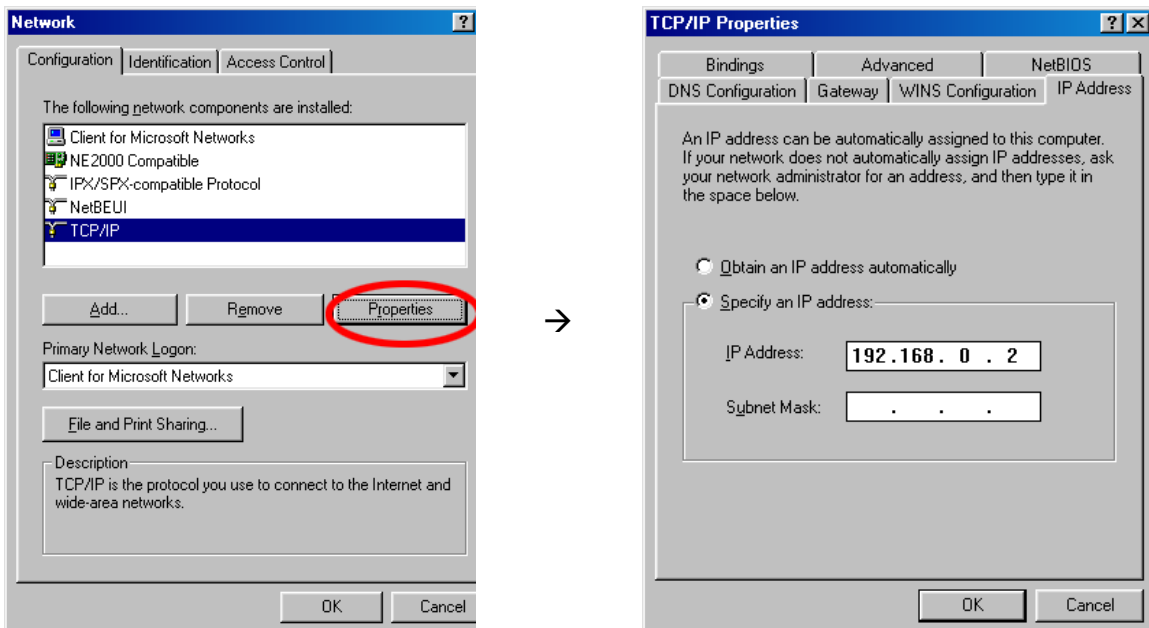 Network
Configuration Identification Access Control
The following network components are installed:
Client for Microsoft Networks
NE2000 Compatible
IPX/SPX-compatible Protocol
NetBEUI
TCP/IP
Add... Remove Properties
Primary Network Logon:
Client for Microsoft Networks
File and Print Sharing...
Description
TCP/IP is the protocol you use to connect to the Internet and
wide-area networks.
OK Cancel
→
TCP/IP Properties
Bindings Advanced NetBIOS
DNS Configuration Gateway WINS Configuration IP Address
An IP address can be automatically assigned to this computer.
If your network does not automatically assign IP addresses, ask
your network administrator for an address, and then type it in
the space below.
Obtain an IP address automatically
Specify an IP address:
IP Address: 192.168. 0 . 2
Subnet Mask: . . .
OK Cancel